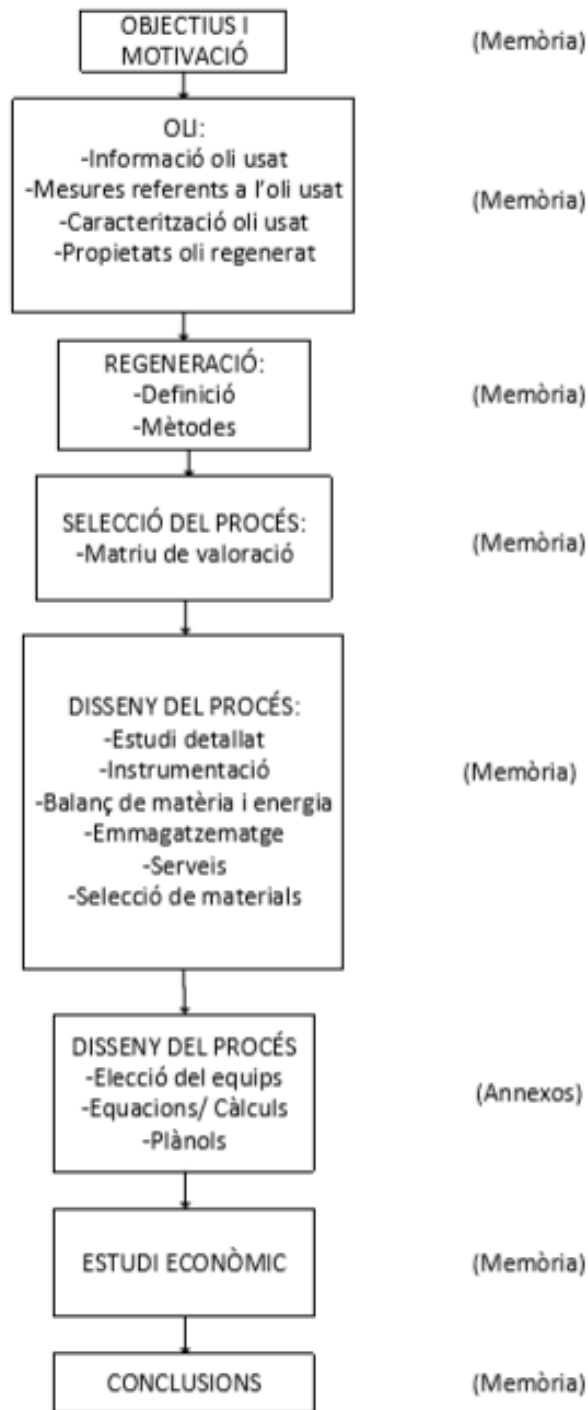 OBJECTIUS I
MOTIVACIÓ
(Memòria)
OLI:
-Informació oli usat
-Mesures referents a l'oli usat
-Caracterització oli usat
-Propietats oli regenerat
(Memòria)
REGENERACIÓ:
-Definició
-Mètodes
(Memòria)
SELECCIÓ DEL PROCÉS:
-Matriu de valoració
(Memòria)
DISSENY DEL PROCÉS:
-Estudi detallat
-Instrumentació
-Balanç de matèria i energia
-Emmagatzematge
-Serveis
-Selecció de materials
(Memòria)
DISSENY DEL PROCÉS
-Elecció del equips
-Equacions/ Càlculs
-Plànols
(Annexos)
ESTUDI ECONÒMIC
(Memòria)
CONCLUSIONS
(Memòria)